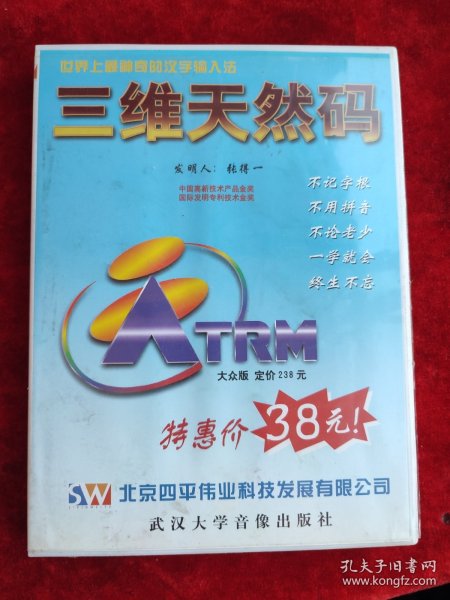 世界上最神奇的汉字输入法
三维天然码
发明人：张得一
中国高新技术产品金奖
国际发明专利技术金奖
不记字根
不用拼音
不论老少
一学就会
终生不忘
ATRM
大众版 定价238元
特惠价 38元！
SW 北京四平伟业科技发展有限公司
武汉大学音像出版社
孔夫子旧书网
www.kongfz.com